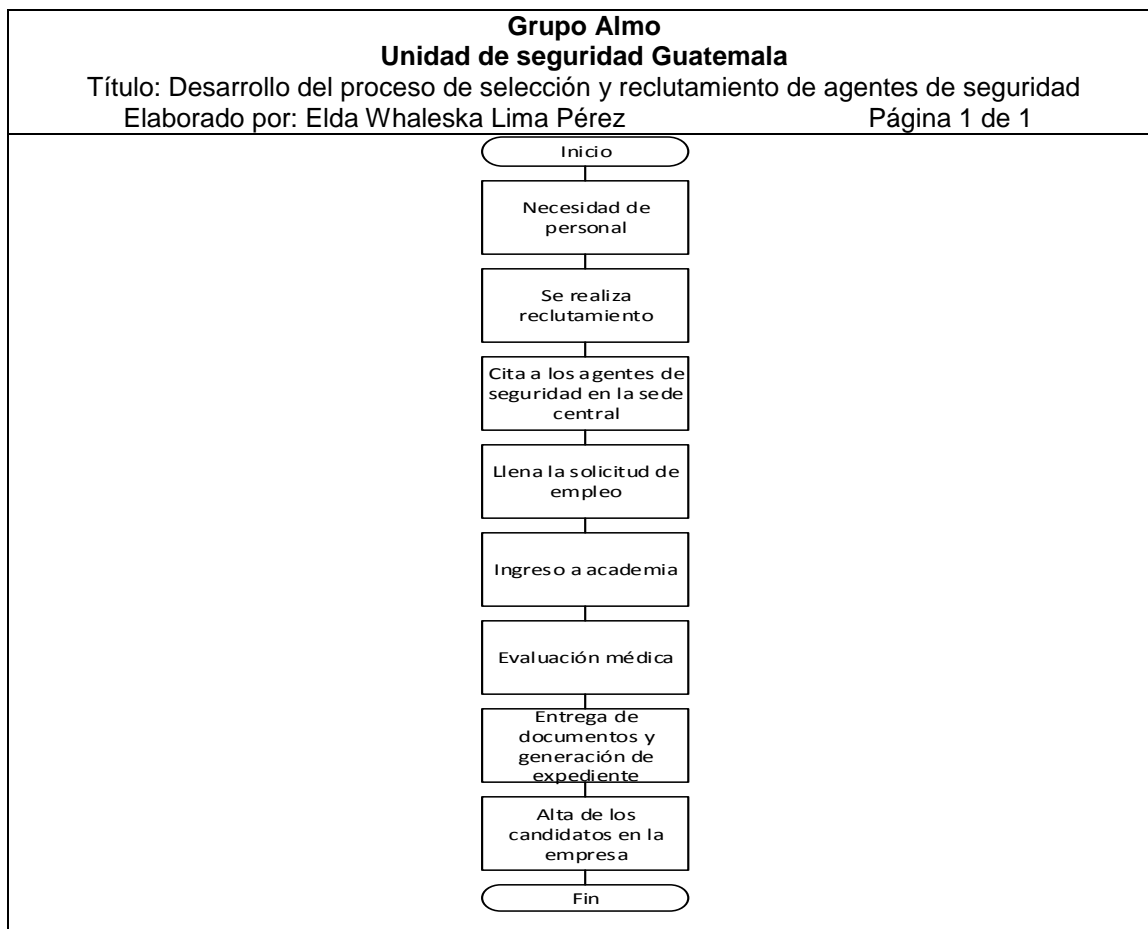 Grupo Almo
Unidad de seguridad Guatemala
Título: Desarrollo del proceso de selección y reclutamiento de agentes de seguridad
Elaborado por: Elda Whaleska Lima Pérez Página 1 de 1
Inicio
Necesidad de
personal
Se realiza
reclutamiento
Cita a los agentes de
seguridad en la sede
central
Llena la solicitud de
empleo
Ingreso a academia
Evaluación médica
Entrega de
documentos y
generación de
expediente
Alta de los
candidatos en la
empresa
Fin